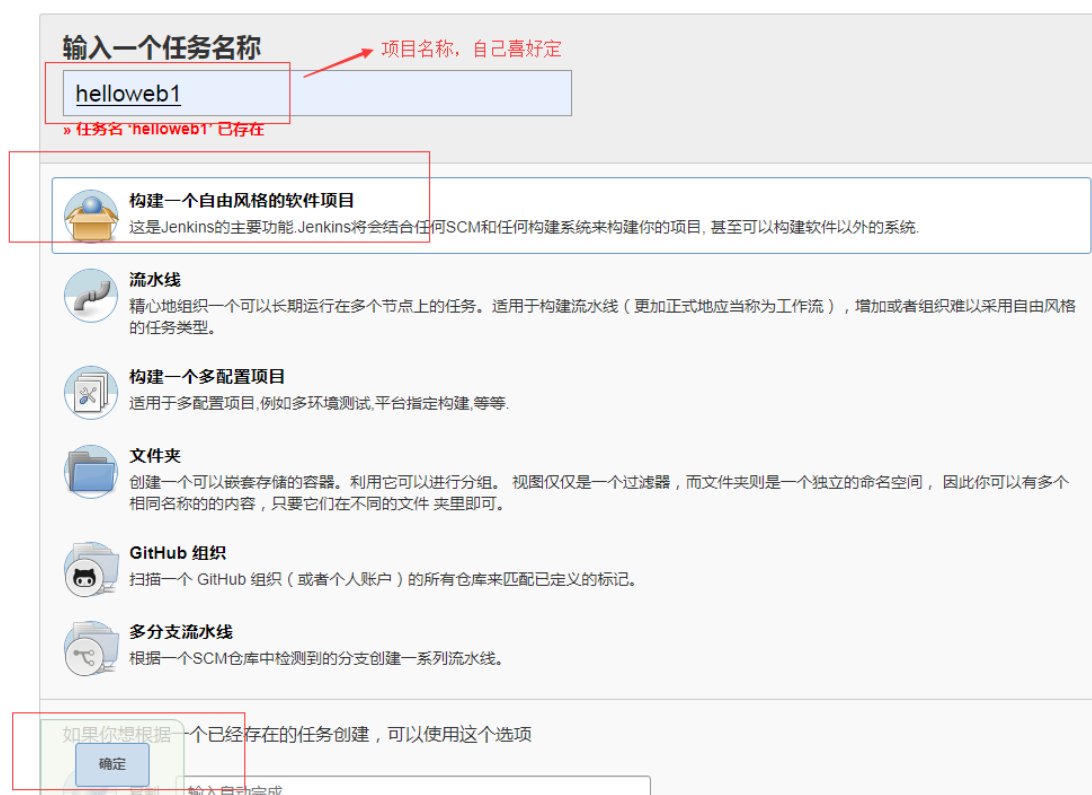 输入一个任务名称
项目名称，自己喜好定
helloweb1
» 任务名 'helloweb1' 已存在
构建一个自由风格的软件项目
这是Jenkins的主要功能.Jenkins将会结合任何SCM和任何构建系统来构建你的项目, 甚至可以构建软件以外的系统.
流水线
精心地组织一个可以长期运行在多个节点上的任务。适用于构建流水线（更加正式地应当称为工作流），增加或者组织难以采用自由风格
的任务类型。
构建一个多配置项目
适用于多配置项目,例如多环境测试,平台指定构建,等等.
文件夹
创建一个可以嵌套存储的容器。利用它可以进行分组。 视图仅仅是一个过滤器，而文件夹则是一个独立的命名空间， 因此你可以有多个
相同名称的的内容，只要它们在不同的文件 夹里即可。
GitHub 组织
扫描一个 GitHub 组织（或者个人账户）的所有仓库来匹配已定义的标记。
多分支流水线
根据一个SCM仓库中检测到的分支创建一系列流水线。
如果你想根据一个已经存在的任务创建，可以使用这个选项
确定
复制
输入自动完成